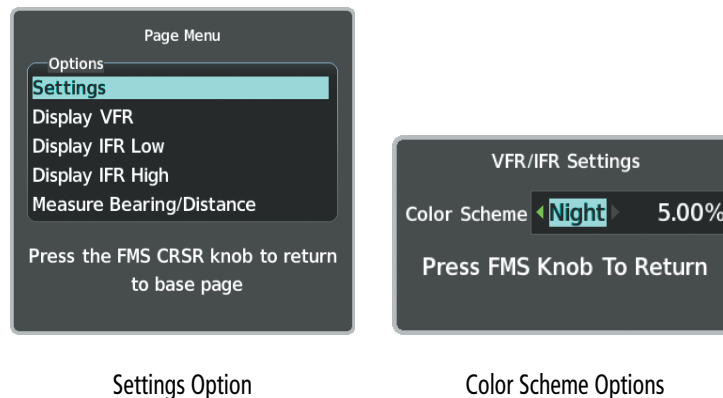 Page Menu
Options
Settings
Display VFR
Display IFR Low
Display IFR High
Measure Bearing/Distance
Press the FMS CRSR knob to return
to base page
Settings Option
VFR/IFR Settings
Color Scheme Night 5.00%
Press FMS Knob To Return
Color Scheme Options